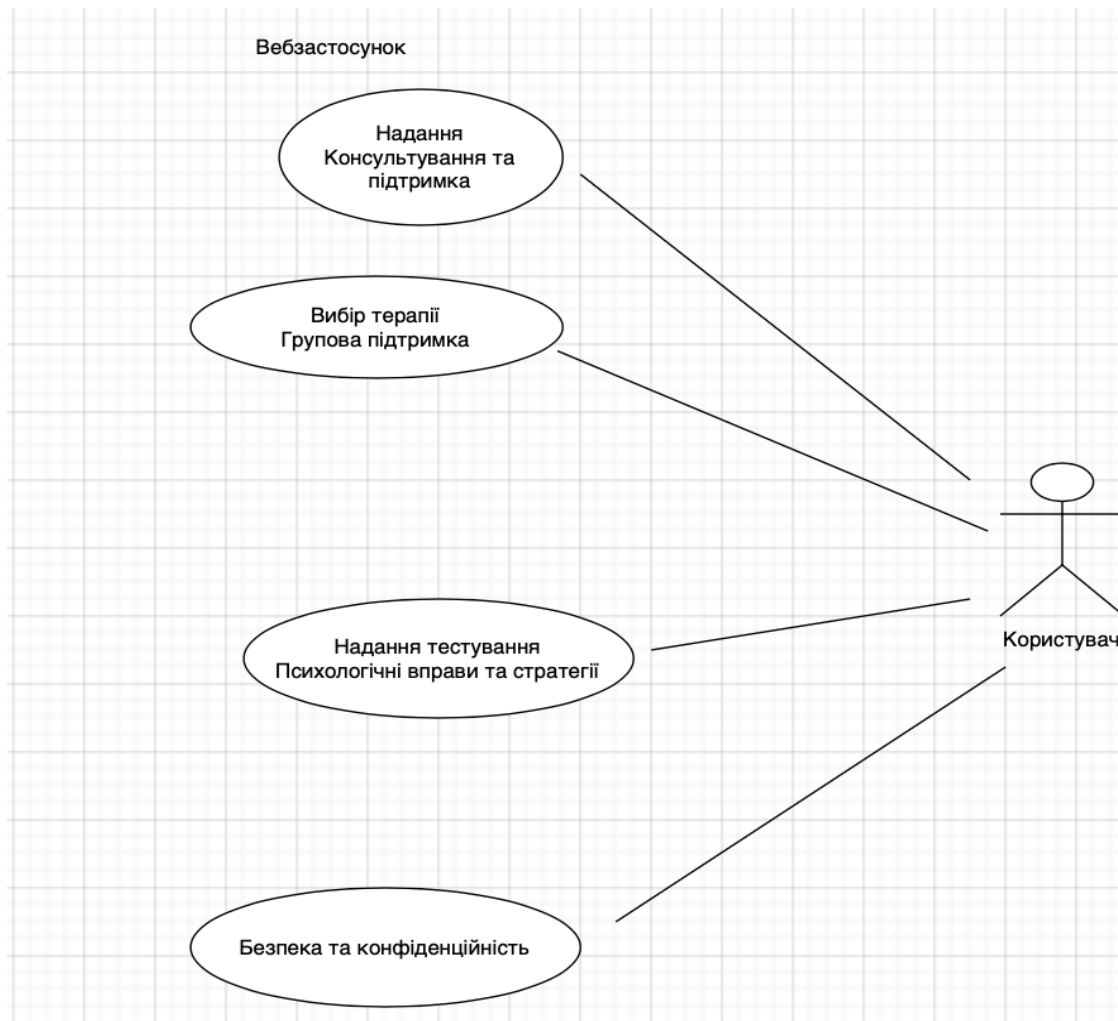 Вебзастосунок
Надання
Консультування та
підтримка
Вибір терапії
Групова підтримка
Надання тестування
Психологічні вправи та стратегії
Користувач
Безпека та конфіденційність